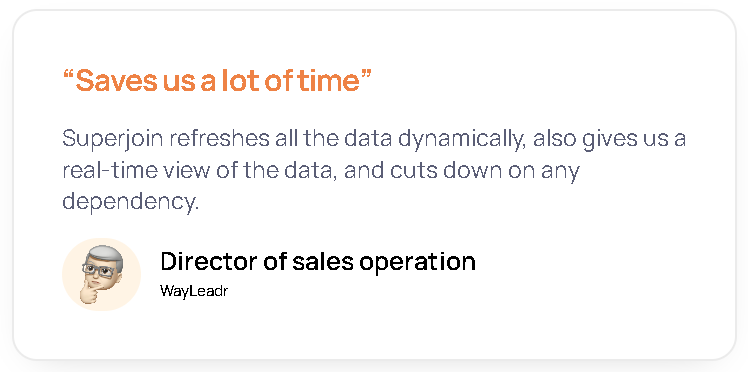 “Saves us a lot of time”
Superjoin refreshes all the data dynamically, also gives us a
real-time view of the data, and cuts down on any
dependency.
Director of sales operation
WayLeadr